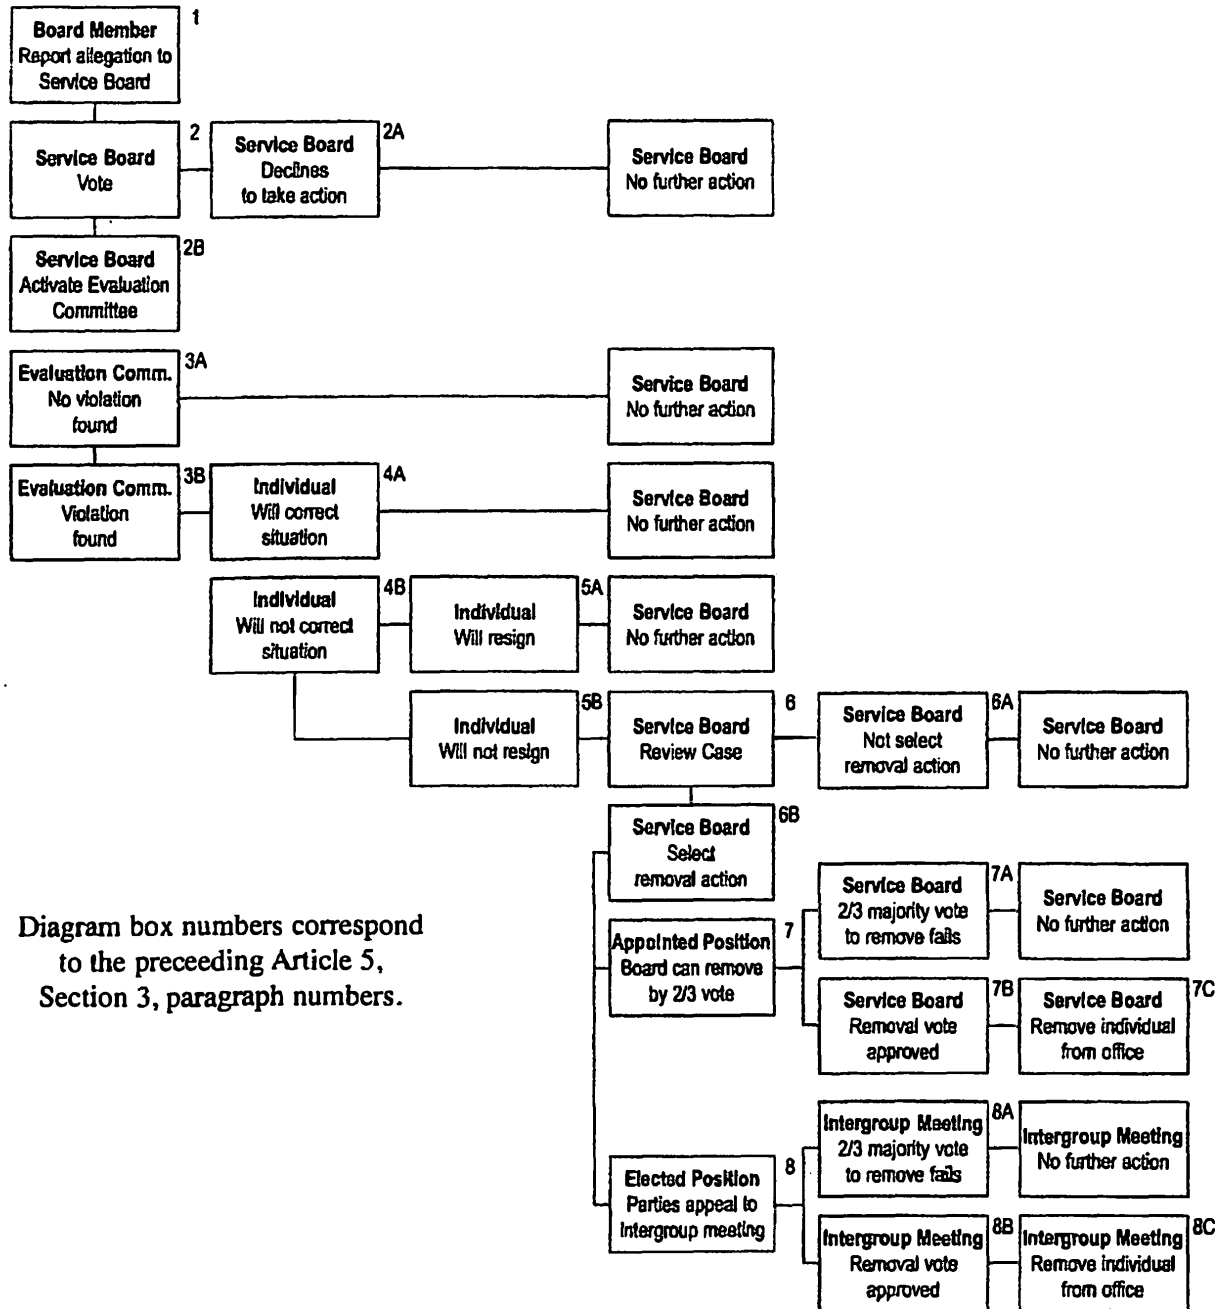 1
Board Member
Report allegation to
Service Board
2
Service Board
Vote
2A
Service Board
Declines
to take action
Service Board
No further action
2B
Service Board
Activate Evaluation
Committee
3A
Evaluation Comm.
No violation
found
Service Board
No further action
3B
Evaluation Comm.
Violation
found
4A
Individual
Will correct
situation
Service Board
No further action
4B
Individual
Will not correct
situation
5A
Individual
Will resign
Service Board
No further action
5B
Individual
Will not resign
6
Service Board
Review Case
6A
Service Board
Not select
removal action
Service Board
No further action
6B
Service Board
Select
removal action
Diagram box numbers correspond
to the preceeding Article 5,
Section 3, paragraph numbers.
7
Appointed Position
Board can remove
by 2/3 vote
7A
Service Board
2/3 majority vote
to remove fails
Service Board
No further action
7B
Service Board
Removal vote
approved
7C
Service Board
Remove individual
from office
8
Elected Position
Parties appeal to
Intergroup meeting
8A
Intergroup Meeting
2/3 majority vote
to remove fails
Intergroup Meeting
No further action
8B
Intergroup Meeting
Removal vote
approved
8C
Intergroup Meeting
Remove individual
from office